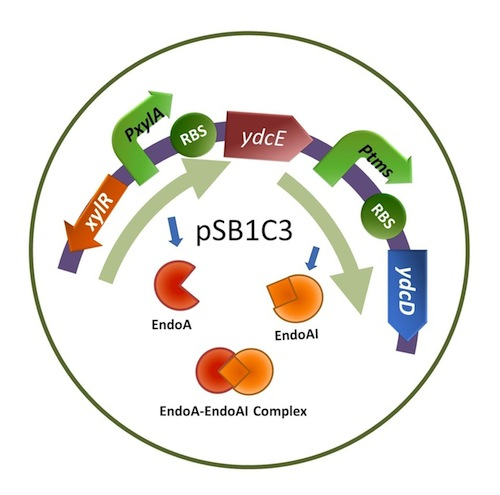 xylR
PxylA
RBS
ydcE
Ptms
RBS
ydcD
pSB1C3
EndoA
EndoAI
EndoA-EndoAI Complex